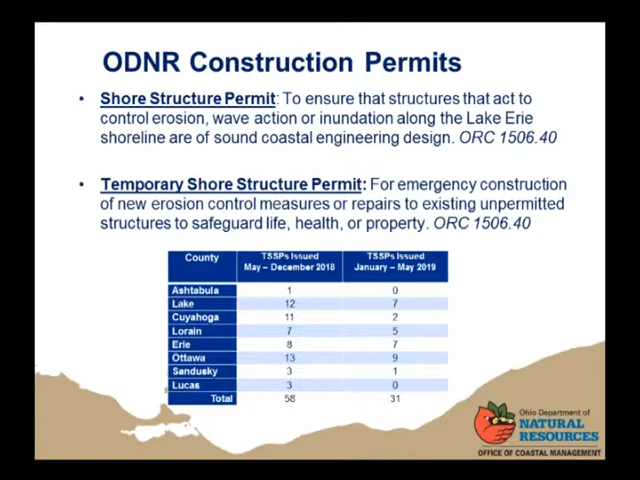 ODNR Construction Permits
• Shore Structure Permit: To ensure that structures that act to
control erosion, wave action or inundation along the Lake Erie
shoreline are of sound coastal engineering design. ORC 1506.40
• Temporary Shore Structure Permit: For emergency construction
of new erosion control measures or repairs to existing unpermitted
structures to safeguard life, health, or property. ORC 1506.40
County TSSPs Issued May – December 2018 TSSPs Issued January – May 2019
Ashtabula 1 0
Lake 12 7
Cuyahoga 11 2
Lorain 7 5
Erie 8 7
Ottawa 13 9
Sandusky 3 1
Lucas 3 0
Total 58 31
Ohio Department of
NATURAL
RESOURCES
OFFICE OF COASTAL MANAGEMENT